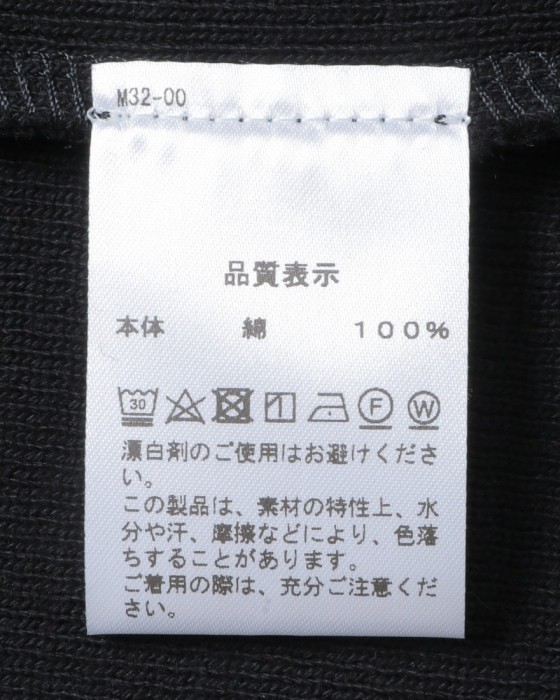 M32-00
品質表示
本体 綿 100%
30 F W
漂白剤のご使用はお避けくださ
い。
この製品は、素材の特性上、水
分や汗、摩擦などにより、色落
ちすることがあります。
ご着用の際は、充分ご注意くだ
さい。